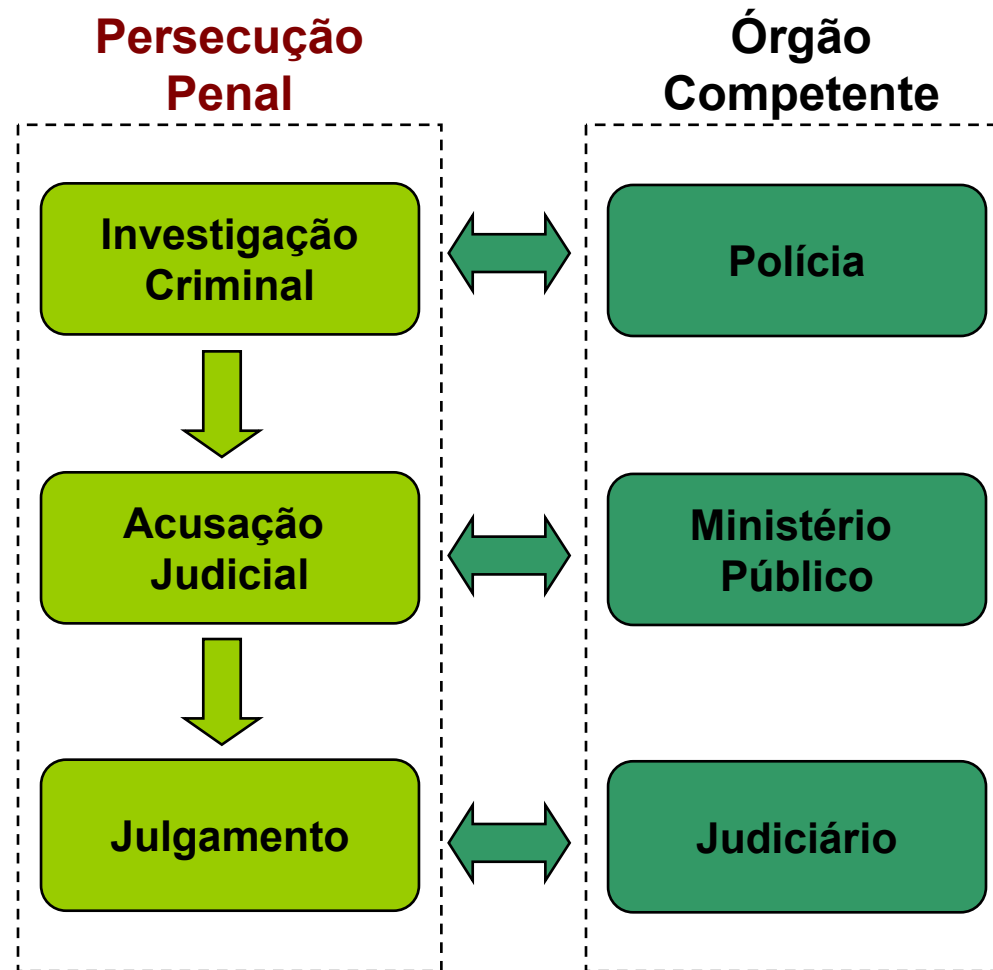 Persecução
Penal
Órgão
Competente
Investigação
Criminal
Polícia
Acusação
Judicial
Ministério
Público
Julgamento
Judiciário